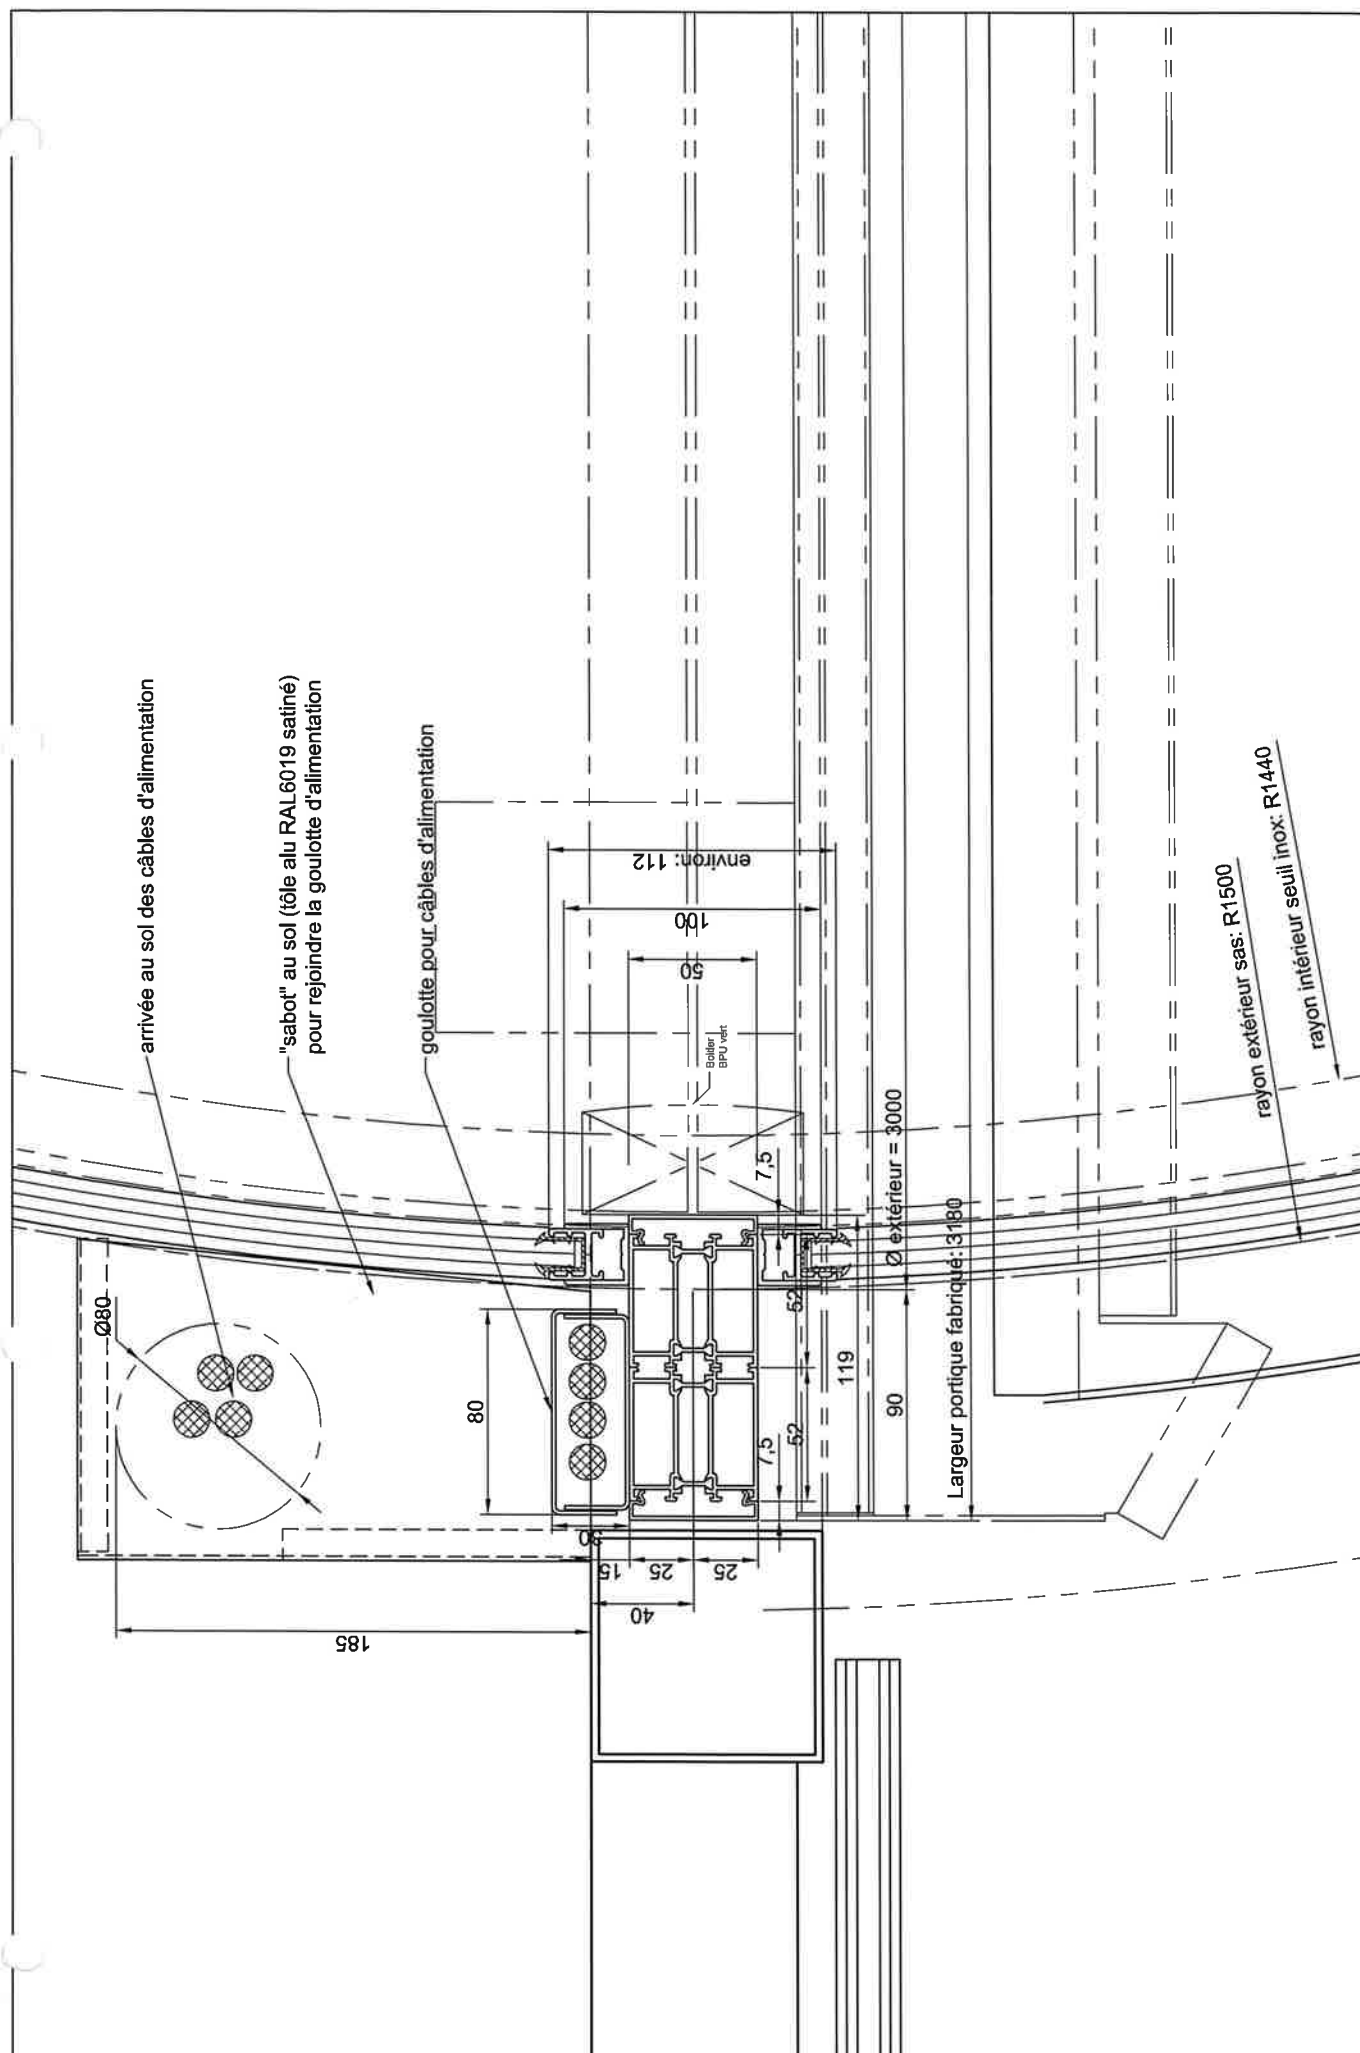 arrivée au sol des câbles d'alimentation
"sabot" au sol (tôle alu RAL6019 satiné)
pour rejoindre la goulotte d'alimentation
goulotte pour câbles d'alimentation
Ø80
80
185
30
15
25
25
40
environ: 112
100
50
Bolder
BPU vert
7,5
52
52
7,5
119
90
Ø extérieur = 3000
Largeur portique fabriqué: 3180
rayon extérieur sas: R1500
rayon intérieur seuil inox: R1440